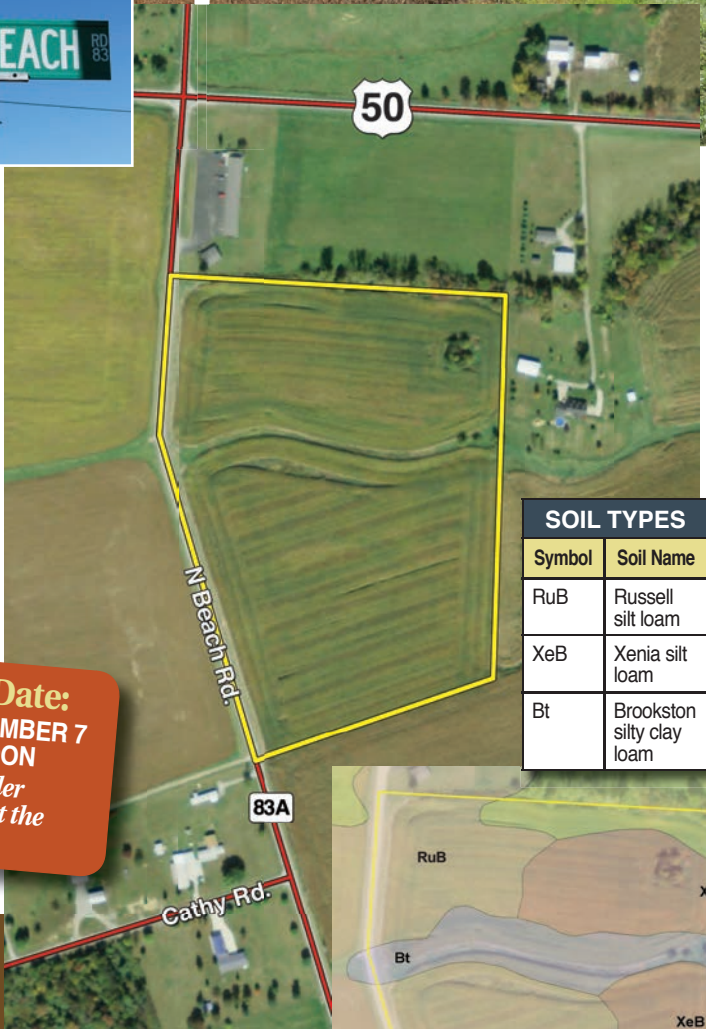 EACH RD 83
50
N Beach Rd.
SOIL TYPES
Symbol Soil Name
RuB Russell
silt loam
XeB Xenia silt
loam
Bt Brookston
silty clay
loam
Date:
MBER 7
ON
at the
83A
Cathy Rd.
RuB
X
Bt
XeB